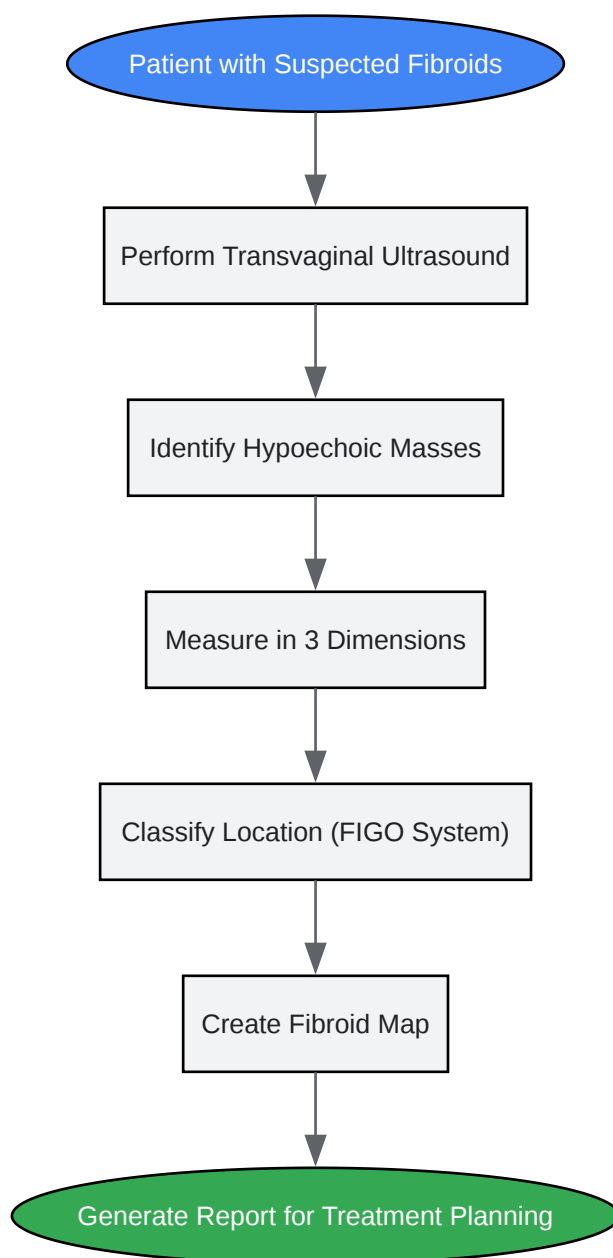 Patient with Suspected Fibroids
Perform Transvaginal Ultrasound
Identify Hypoechoic Masses
Measure in 3 Dimensions
Classify Location (FIGO System)
Create Fibroid Map
Generate Report for Treatment Planning